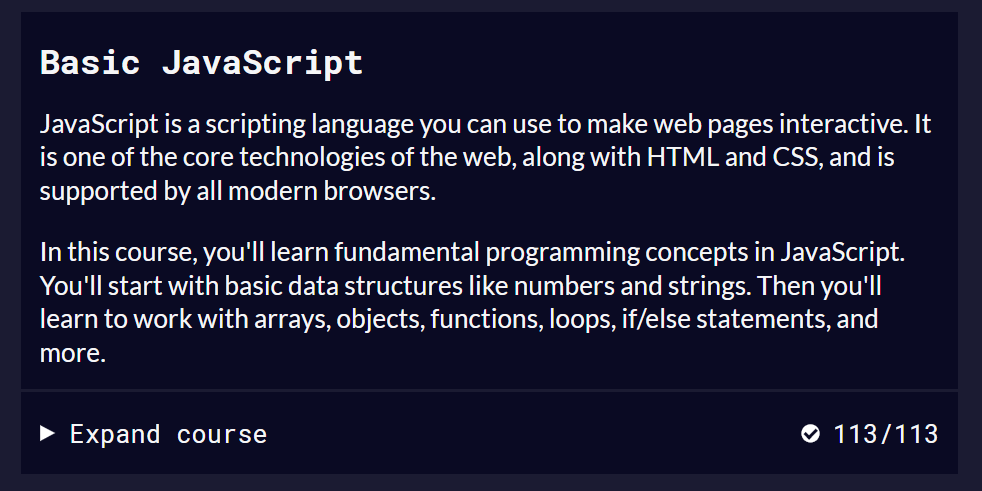 Basic JavaScript
JavaScript is a scripting language you can use to make web pages interactive. It
is one of the core technologies of the web, along with HTML and CSS, and is
supported by all modern browsers.
In this course, you'll learn fundamental programming concepts in JavaScript.
You'll start with basic data structures like numbers and strings. Then you'll
learn to work with arrays, objects, functions, loops, if/else statements, and
more.
Expand course 113/113